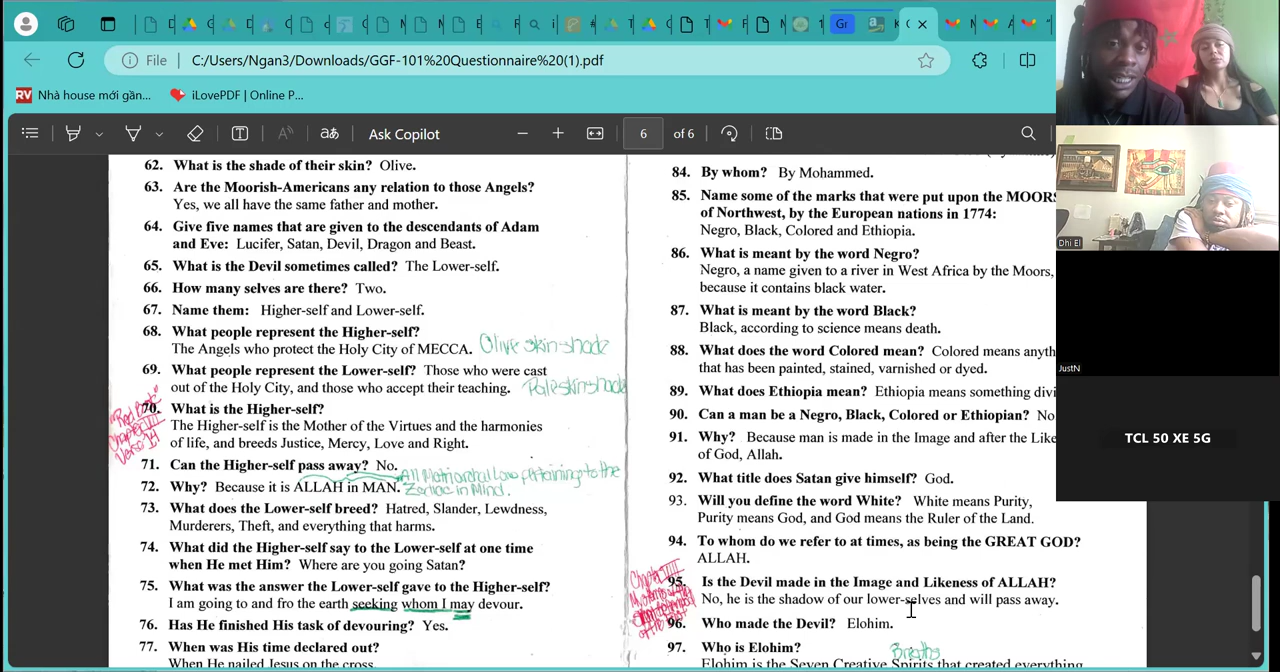 Gr
File
C:/Users/Ngan3/Downloads/GGF-101%20Questionnaire%20(1).pdf
RV Nhà house mới gần...
iLovePDF | Online P...
Ask Copilot
6 of 6
62. What is the shade of their skin? Olive.
63. Are the Moorish-Americans any relation to those Angels?
Yes, we all have the same father and mother.
64. Give five names that are given to the descendants of Adam
and Eve: Lucifer, Satan, Devil, Dragon and Beast.
65. What is the Devil sometimes called? The Lower-self.
66. How many selves are there? Two.
67. Name them: Higher-self and Lower-self.
68. What people represent the Higher-self?
The Angels who protect the Holy City of MECCA. Olive skin shade
69. What people represent the Lower-self? Those who were cast
out of the Holy City, and those who accept their teaching. Pale skin shade
70. What is the Higher-self?
The Higher-self is the Mother of the Virtues and the harmonies
of life, and breeds Justice, Mercy, Love and Right.
Red Book
Chapter III
Verse 14
71. Can the Higher-self pass away? No. All Matriarchal Law pertaining to the
72. Why? Because it is ALLAH in MAN. Zodiac in Mind.
73. What does the Lower-self breed? Hatred, Slander, Lewdness,
Murderers, Theft, and everything that harms.
74. What did the Higher-self say to the Lower-self at one time
when He met Him? Where are you going Satan?
75. What was the answer the Lower-self gave to the Higher-self?
I am going to and fro the earth seeking whom I may devour.
76. Has He finished His task of devouring? Yes.
77. When was His time declared out?
When He nailed Jesus on the cross.
84. By whom? By Mohammed.
85. Name some of the marks that were put upon the MOORS
of Northwest, by the European nations in 1774:
Negro, Black, Colored and Ethiopia.
86. What is meant by the word Negro?
Negro, a name given to a river in West Africa by the Moors,
because it contains black water.
87. What is meant by the word Black?
Black, according to science means death.
88. What does the word Colored mean? Colored means anyth
that has been painted, stained, varnished or dyed.
89. What does Ethiopia mean? Ethiopia means something divi
90. Can a man be a Negro, Black, Colored or Ethiopian? No
91. Why? Because man is made in the Image and after the Like
of God, Allah.
92. What title does Satan give himself? God.
93. Will you define the word White? White means Purity,
Purity means God, and God means the Ruler of the Land.
94. To whom do we refer to at times, as being the GREAT GOD?
ALLAH.
95. Is the Devil made in the Image and Likeness of ALLAH?
No, he is the shadow of our lower-selves and will pass away.
96. Who made the Devil? Elohim.
97. Who is Elohim? Breaths
Elohim is the Seven Creative Spirits that created everything
Dhi El
JustN
TCL 50 XE 5G